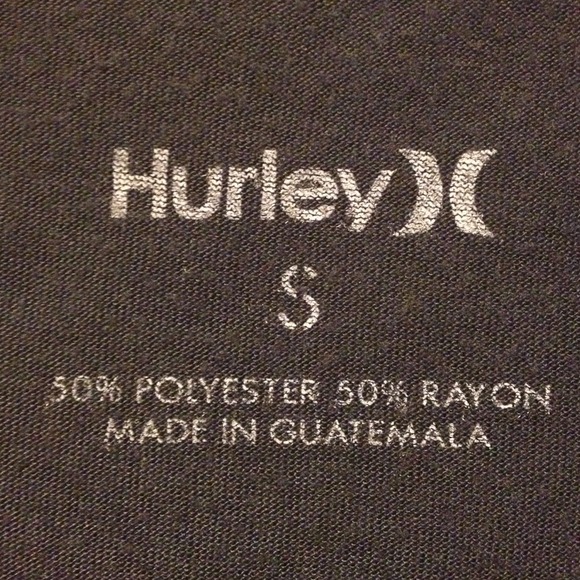 Hurley
S
50% POLYESTER 50% RAYON
MADE IN GUATEMALA